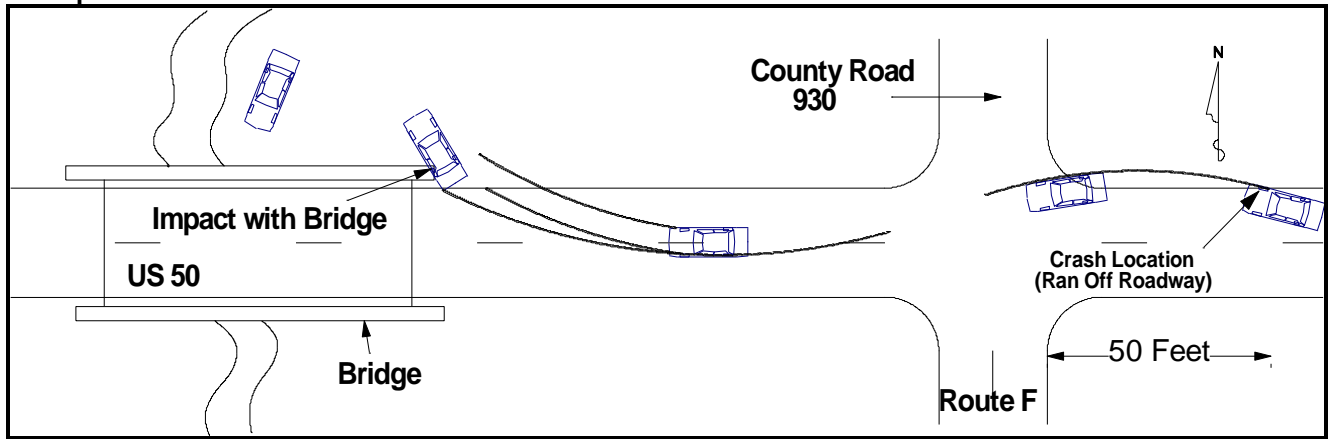 County Road
930
N
Impact with Bridge
US 50
Crash Location
(Ran Off Roadway)
Bridge
50 Feet
Route F